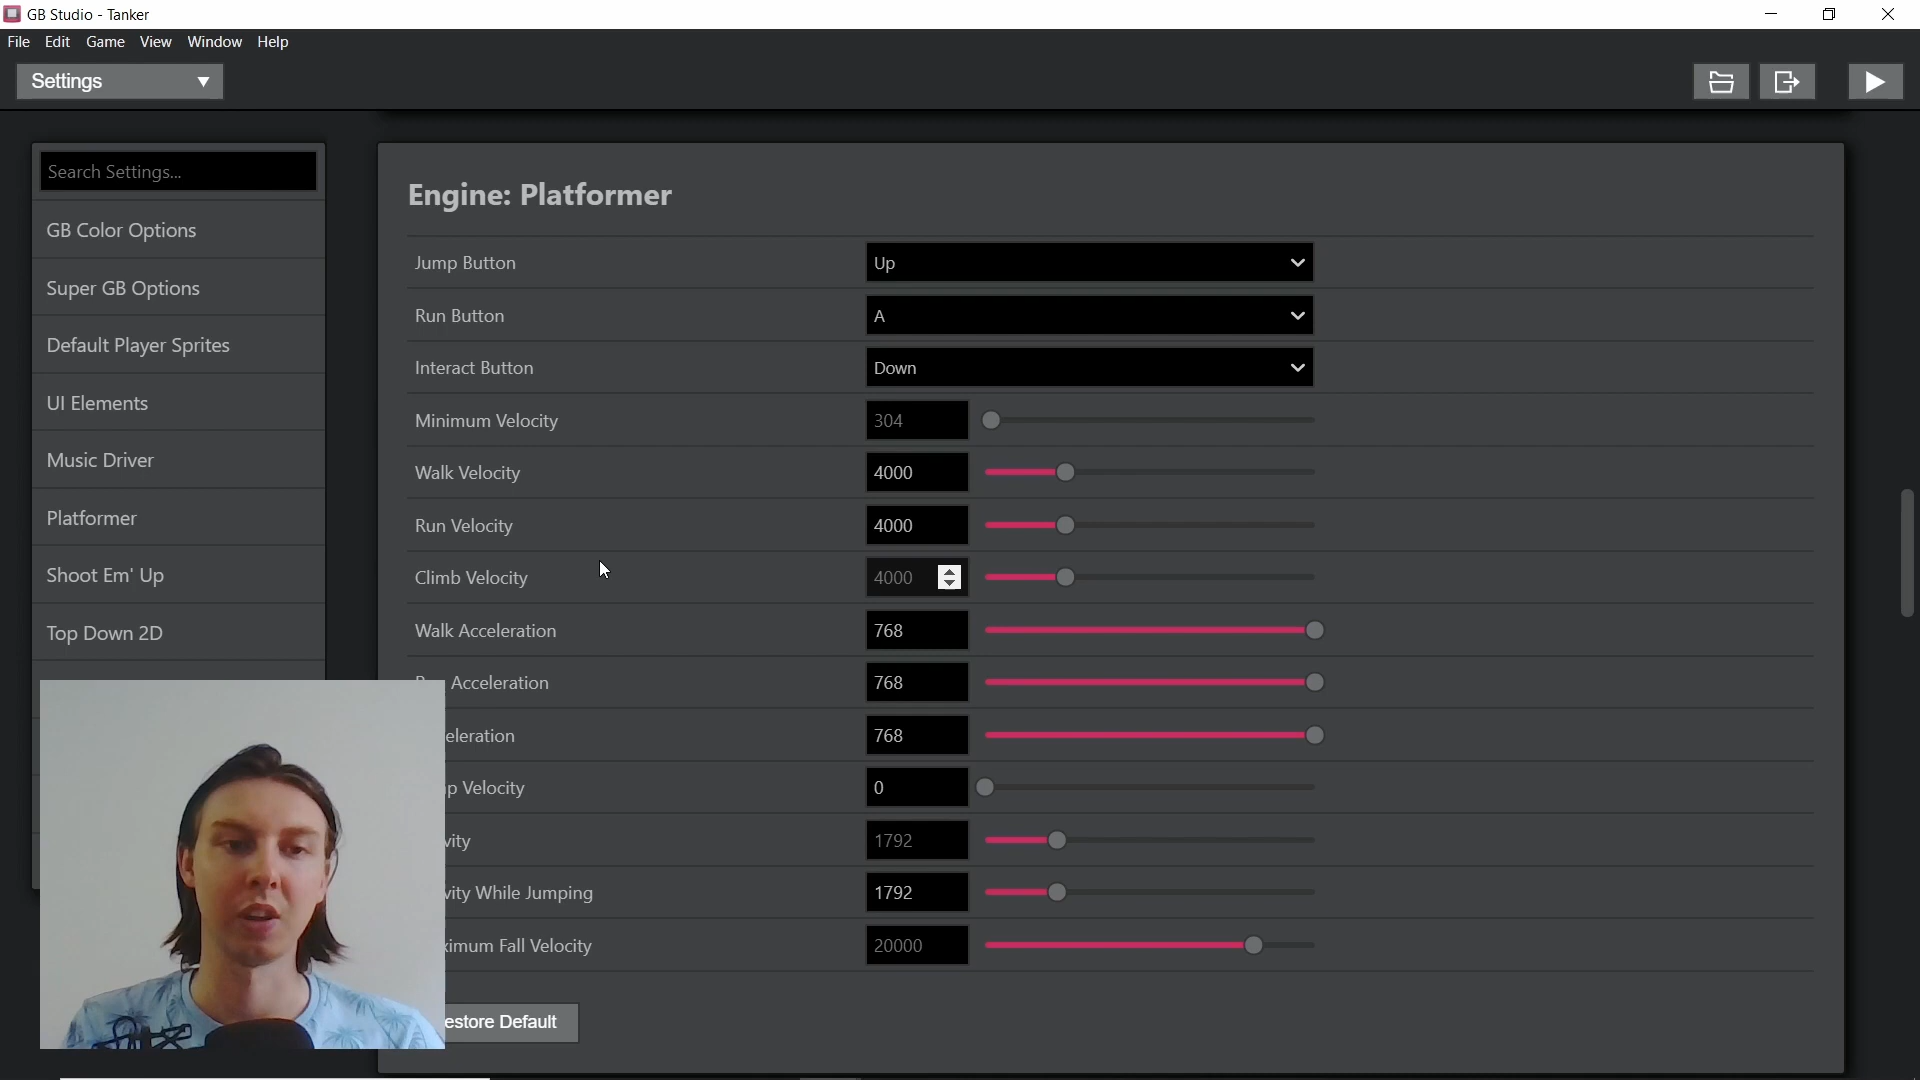 GB Studio - Tanker
File Edit Game View Window Help
Settings
Search Settings...
GB Color Options
Super GB Options
Default Player Sprites
UI Elements
Music Driver
Platformer
Shoot Em' Up
Top Down 2D
Engine: Platformer
Jump Button Up
Run Button A
Interact Button Down
Minimum Velocity 304
Walk Velocity 4000
Run Velocity 4000
Climb Velocity 4000
Walk Acceleration 768
Acceleration 768
eleration 768
p Velocity 0
vity 1792
vity While Jumping 1792
imum Fall Velocity 20000
estore Default